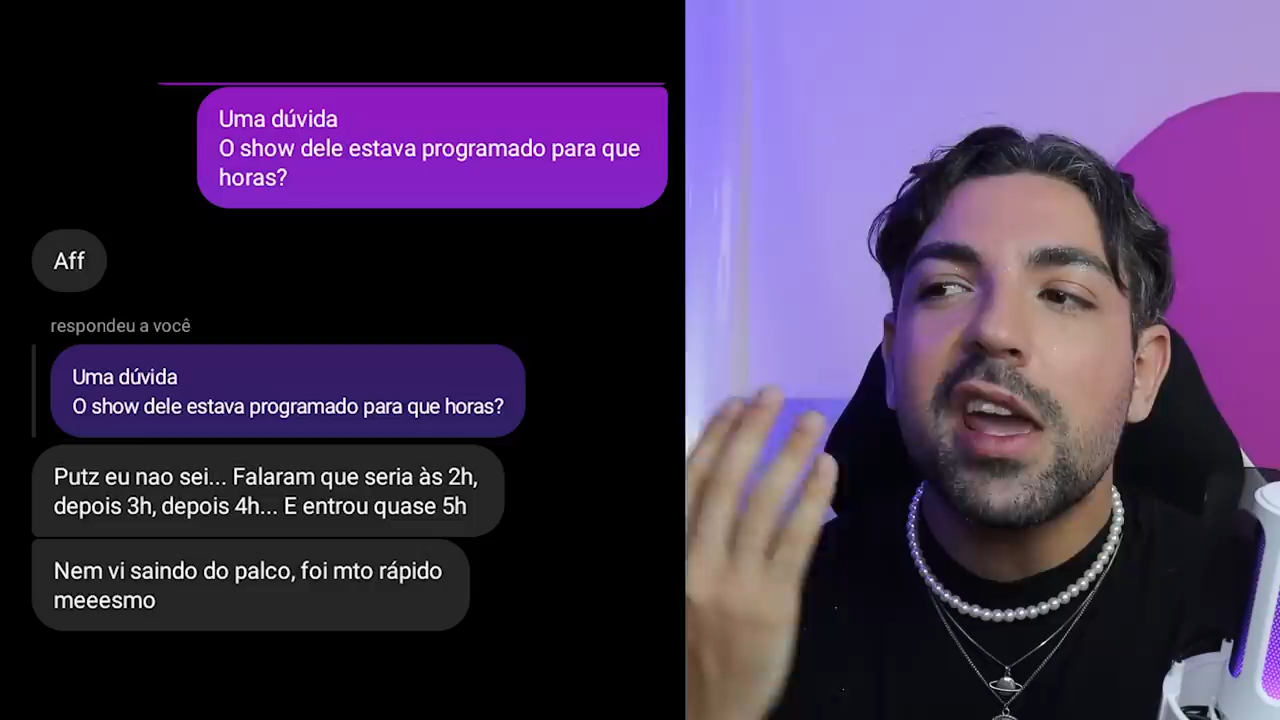 Uma dúvida
O show dele estava programado para que
horas?
Aff
respondeu a você
Uma dúvida
O show dele estava programado para que horas?
Putz eu nao sei... Falaram que seria às 2h,
depois 3h, depois 4h... E entrou quase 5h
Nem vi saindo do palco, foi mto rápido
meeesmo